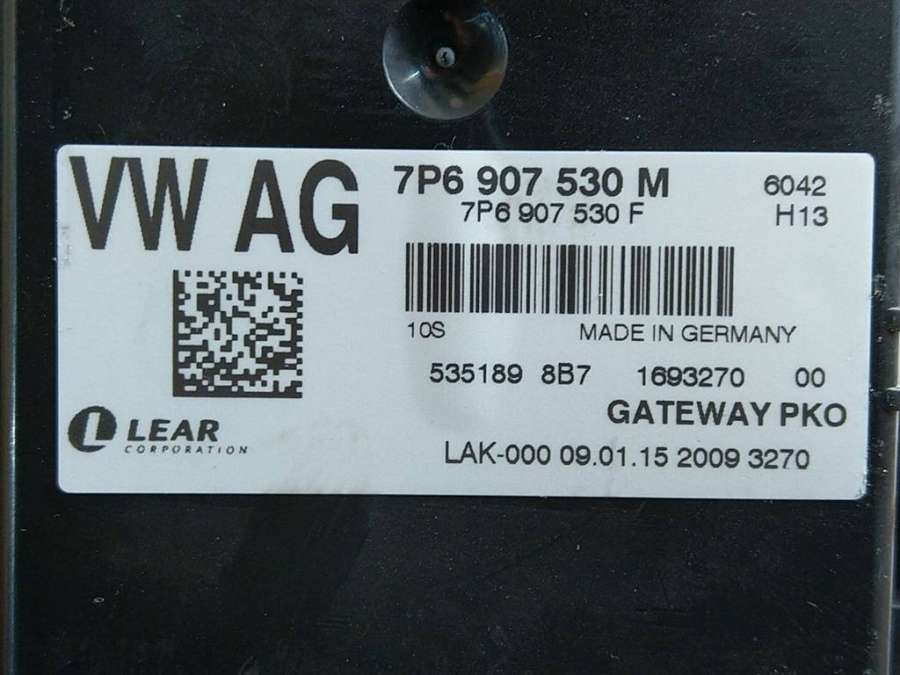 VW AG
7P6 907 530 M
6042
7P6 907 530 F
H13
10S
MADE IN GERMANY
535189 8B7 1693270 00
GATEWAY PKO
LEAR
CORPORATION
LAK-000 09.01.15 2009 3270